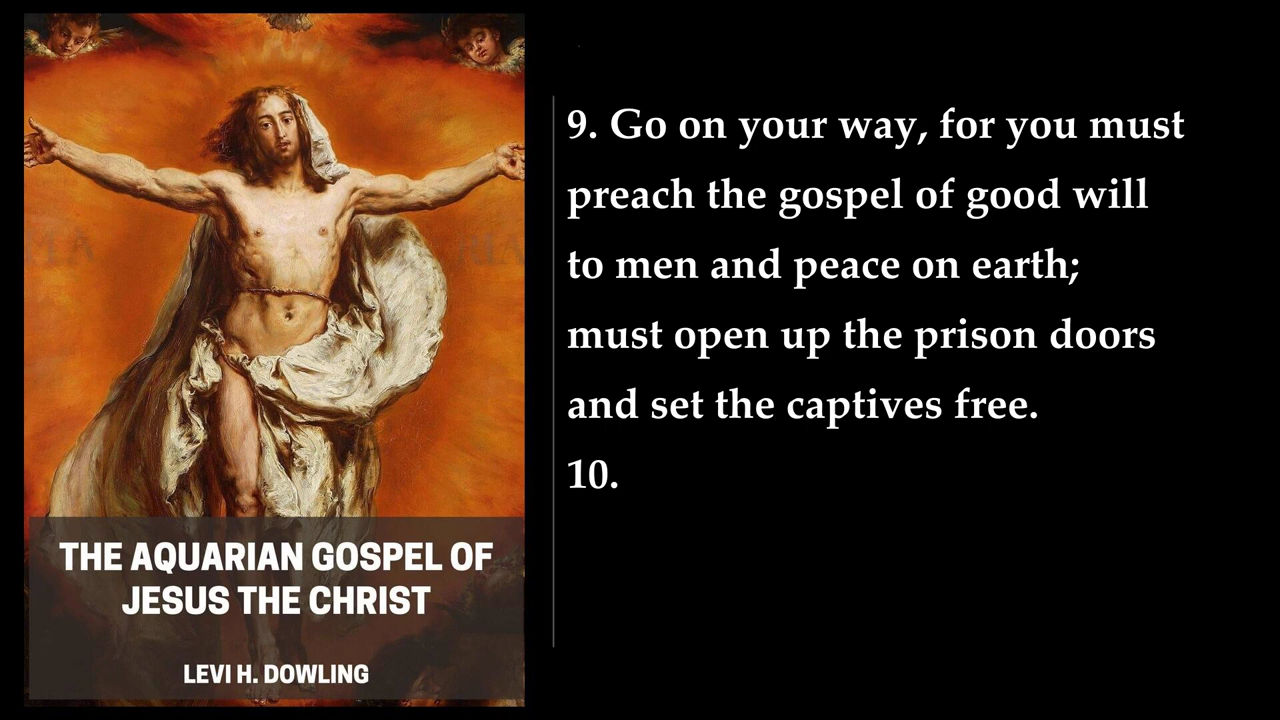 9. Go on your way, for you must
preach the gospel of good will
to men and peace on earth;
must open up the prison doors
and set the captives free.
10.
THE AQUARIAN GOSPEL OF
JESUS THE CHRIST
LEVI H. DOWLING